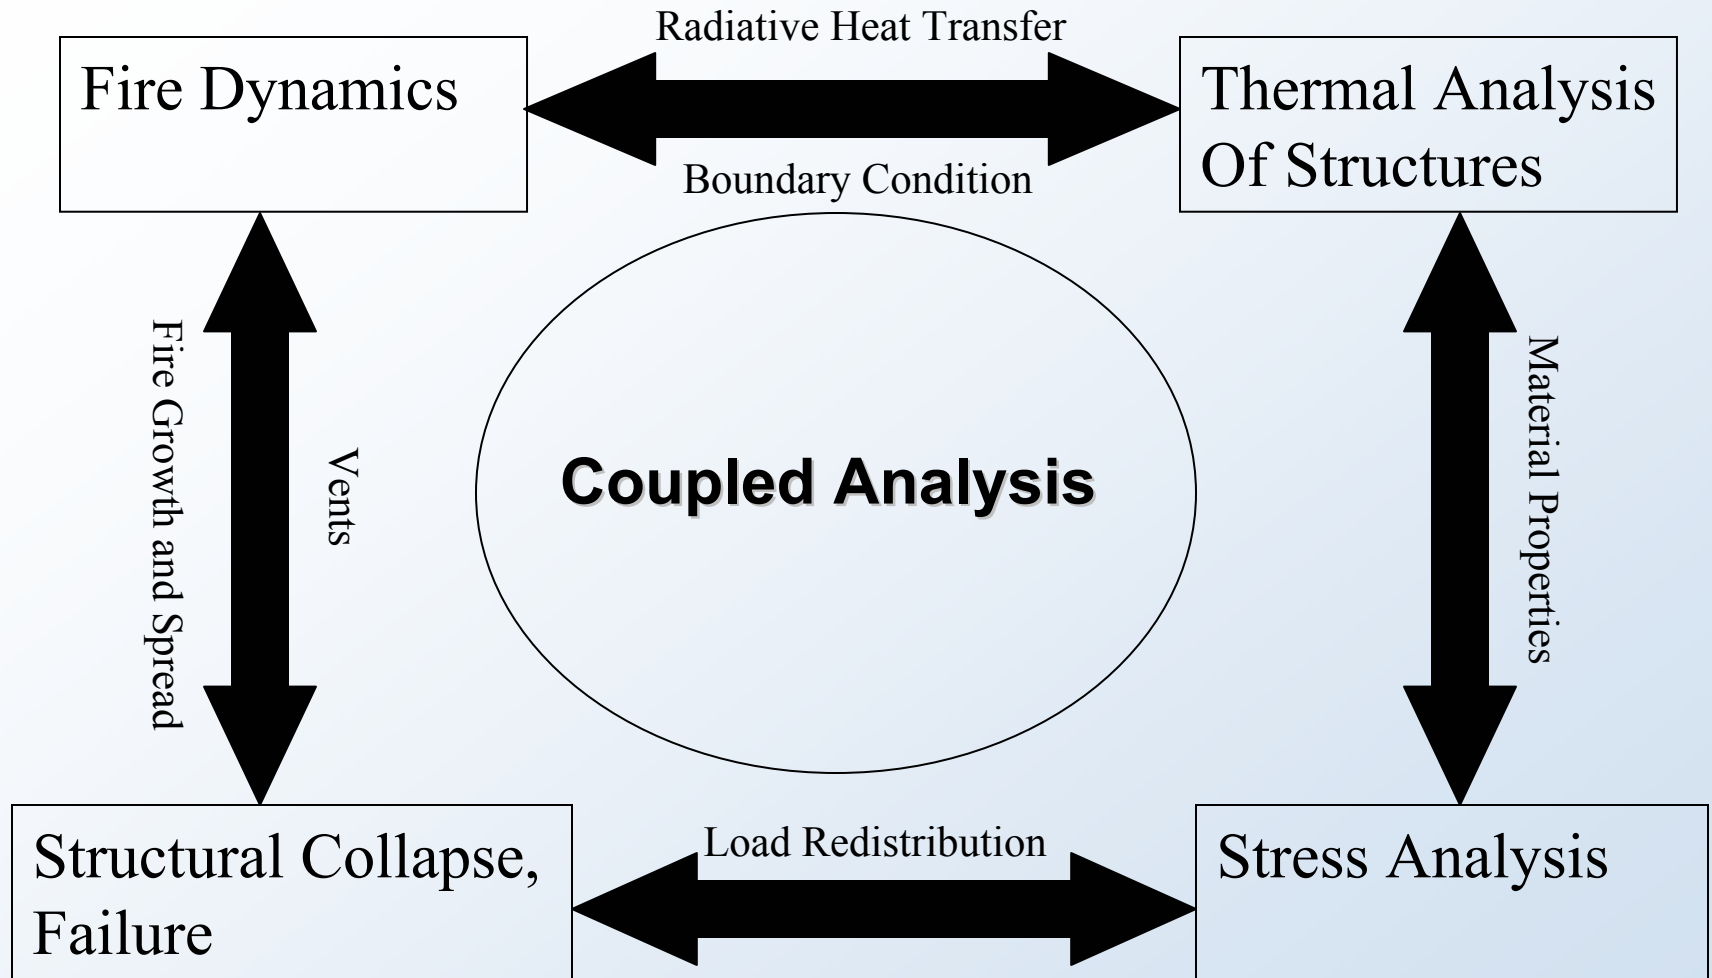 Radiative Heat Transfer
Fire Dynamics
Thermal Analysis
Of Structures
Boundary Condition
Fire Growth and Spread
Vents
Coupled Analysis
Material Properties
Structural Collapse,
Failure
Load Redistribution
Stress Analysis